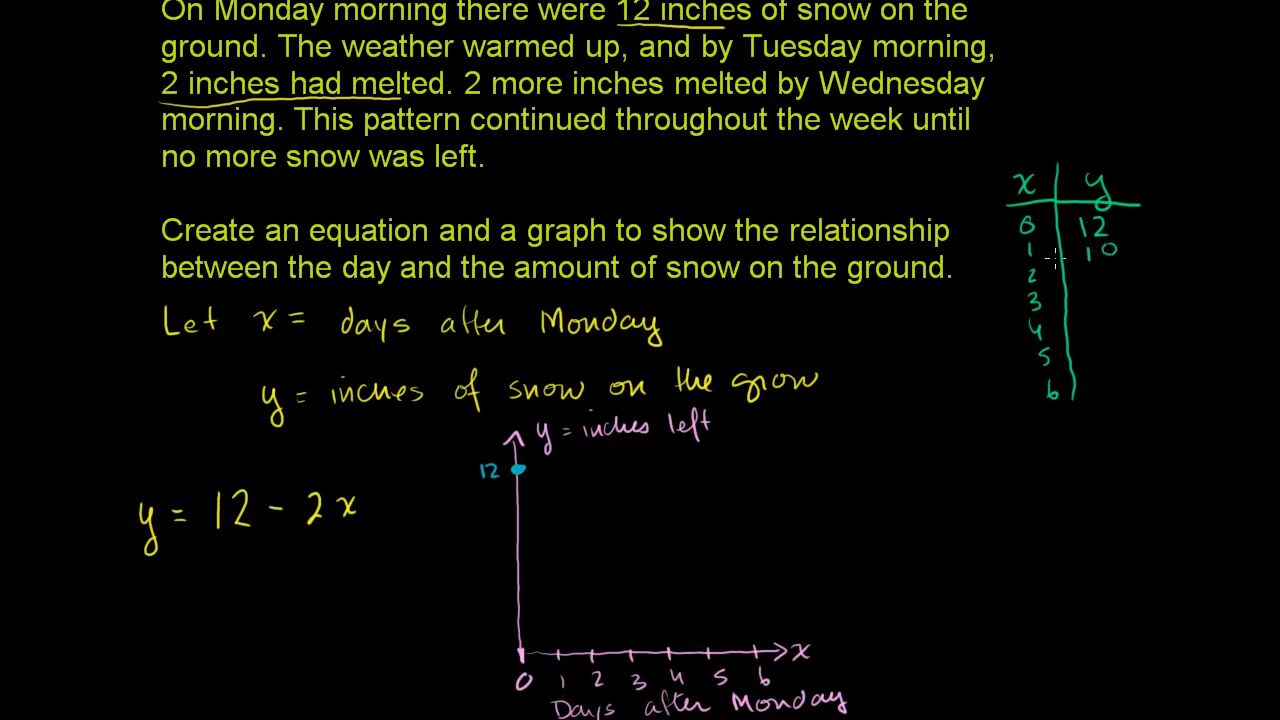 On Monday morning there were 12 inches of snow on the
ground. The weather warmed up, and by Tuesday morning,
2 inches had melted. 2 more inches melted by Wednesday
morning. This pattern continued throughout the week until
no more snow was left.
Create an equation and a graph to show the relationship
between the day and the amount of snow on the ground.
x y
0 12
1 10
2
3
4
5
6
Let x = days after Monday
y = inches of snow on the grow
y = inches left
12
y = 12 - 2x
x
0 1 2 3 4 5 6
Days after Monday